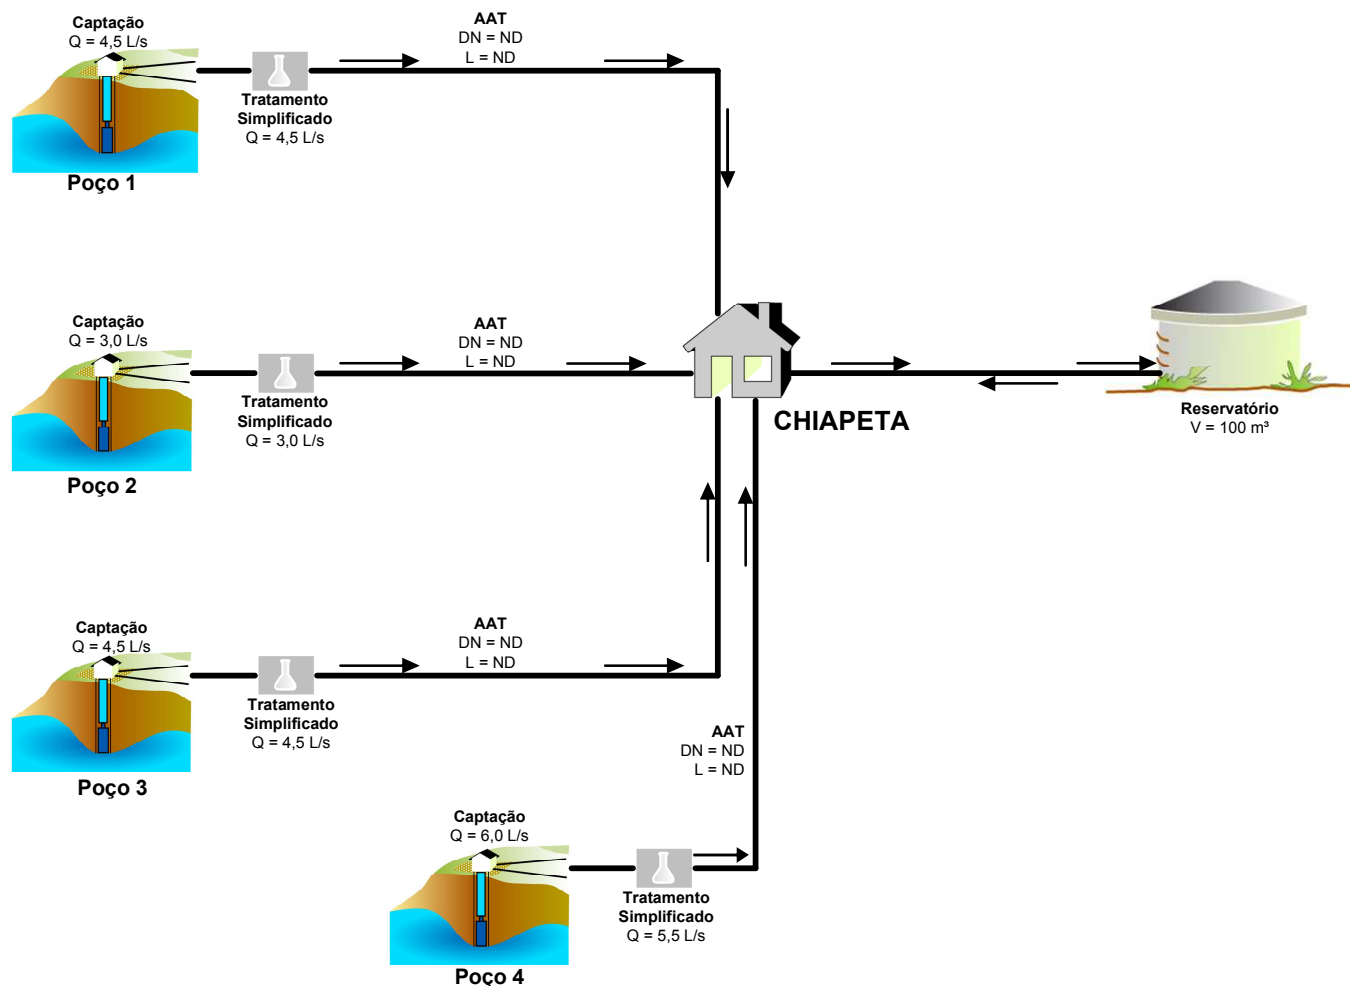 Captação
Q = 4,5 L/s
Poço 1
Tratamento
Simplificado
Q = 4,5 L/s
AAT
DN = ND
L = ND
Captação
Q = 3,0 L/s
Poço 2
Tratamento
Simplificado
Q = 3,0 L/s
AAT
DN = ND
L = ND
CHIAPETA
Reservatório
V = 100 m³
Captação
Q = 4,5 L/s
Poço 3
Tratamento
Simplificado
Q = 4,5 L/s
AAT
DN = ND
L = ND
AAT
DN = ND
L = ND
Captação
Q = 6,0 L/s
Poço 4
Tratamento
Simplificado
Q = 5,5 L/s